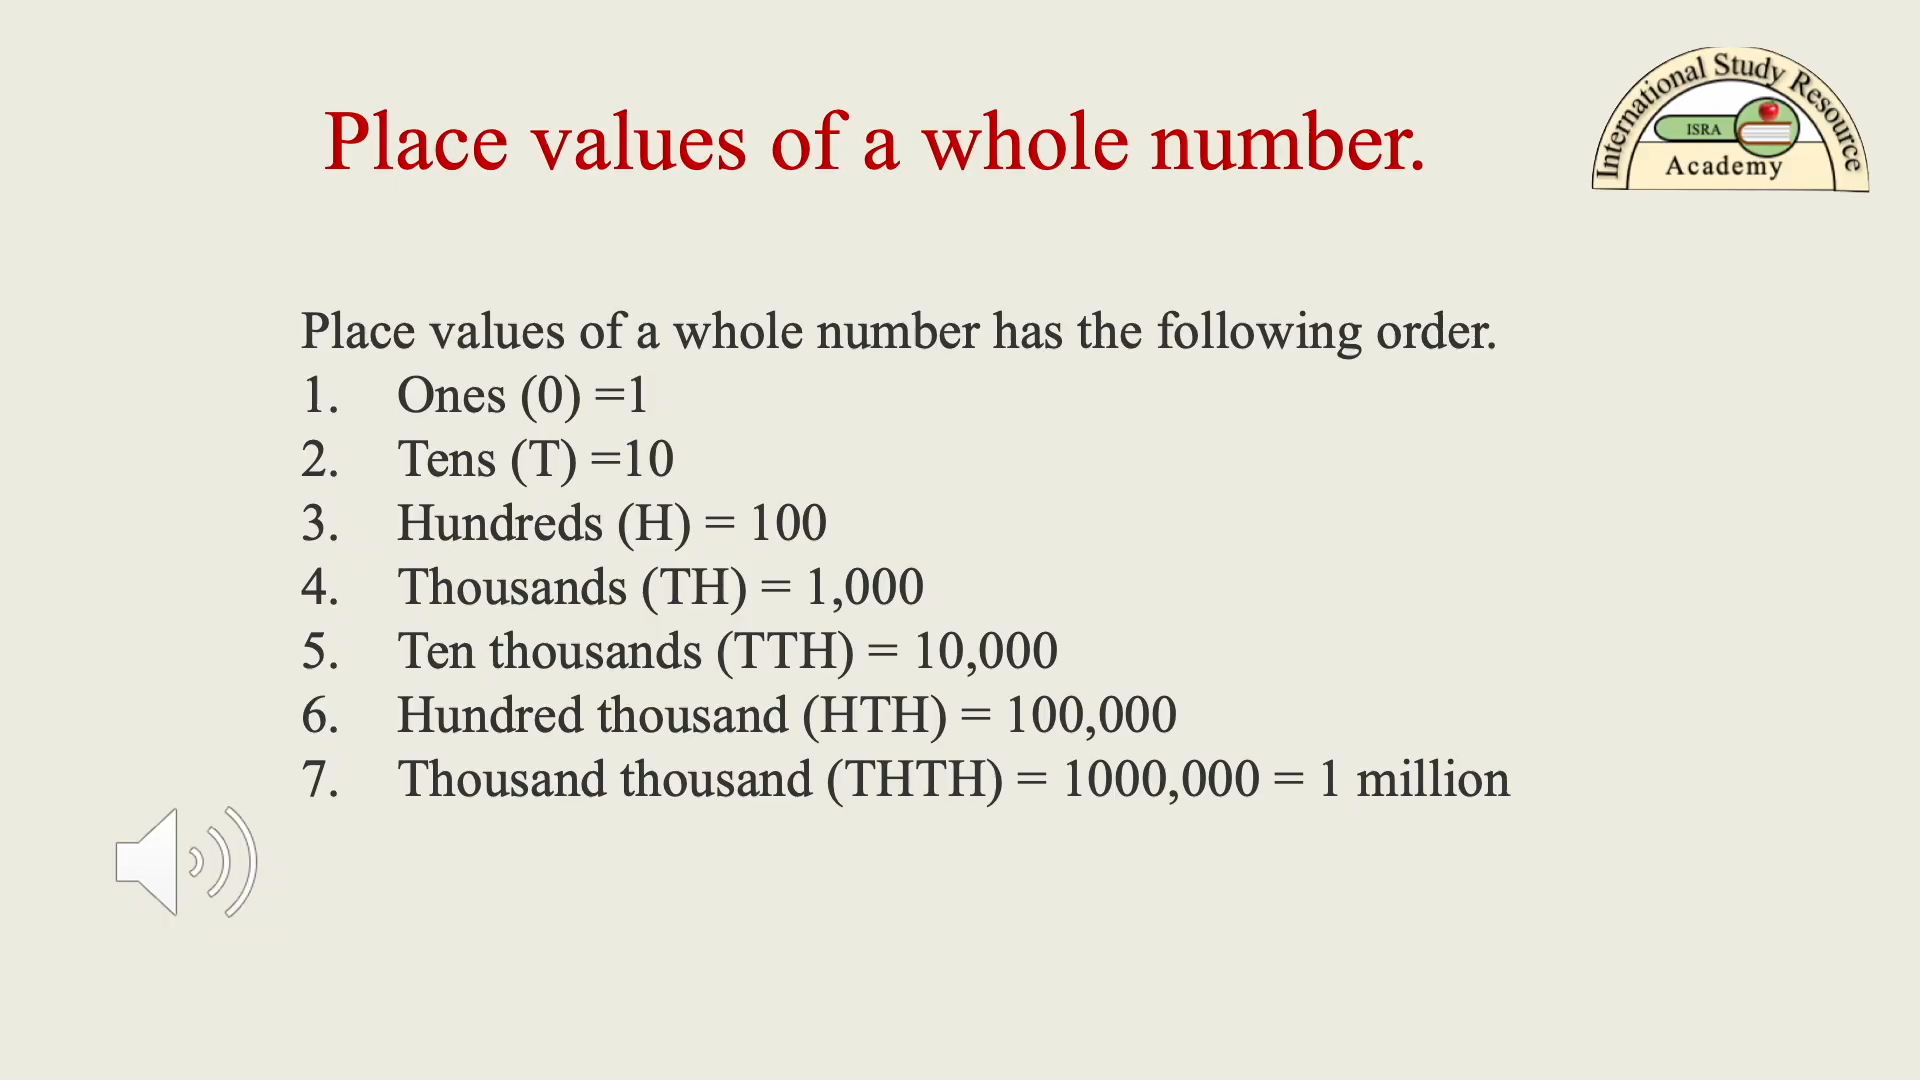 International Study Resource
ISRA
Academy
Place values of a whole number.
Place values of a whole number has the following order.
1. Ones (0) =1
2. Tens (T) =10
3. Hundreds (H) = 100
4. Thousands (TH) = 1,000
5. Ten thousands (TTH) = 10,000
6. Hundred thousand (HTH) = 100,000
7. Thousand thousand (THTH) = 1000,000 = 1 million